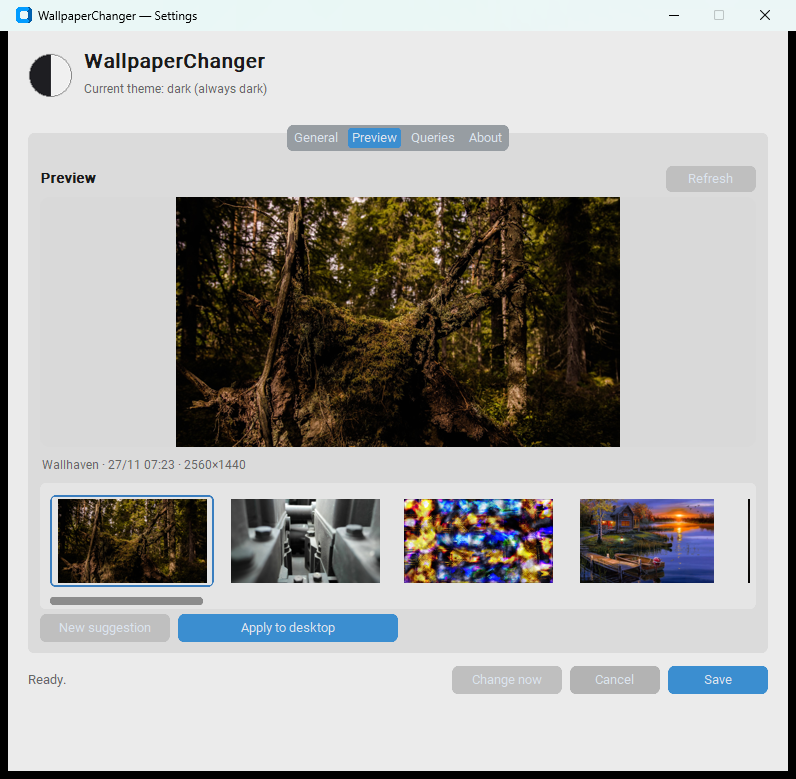 WallpaperChanger — Settings
WallpaperChanger
Current theme: dark (always dark)
General Preview Queries About
Preview
Refresh
Wallhaven · 27/11 07:23 · 2560×1440
New suggestion
Apply to desktop
Ready.
Change now
Cancel
Save